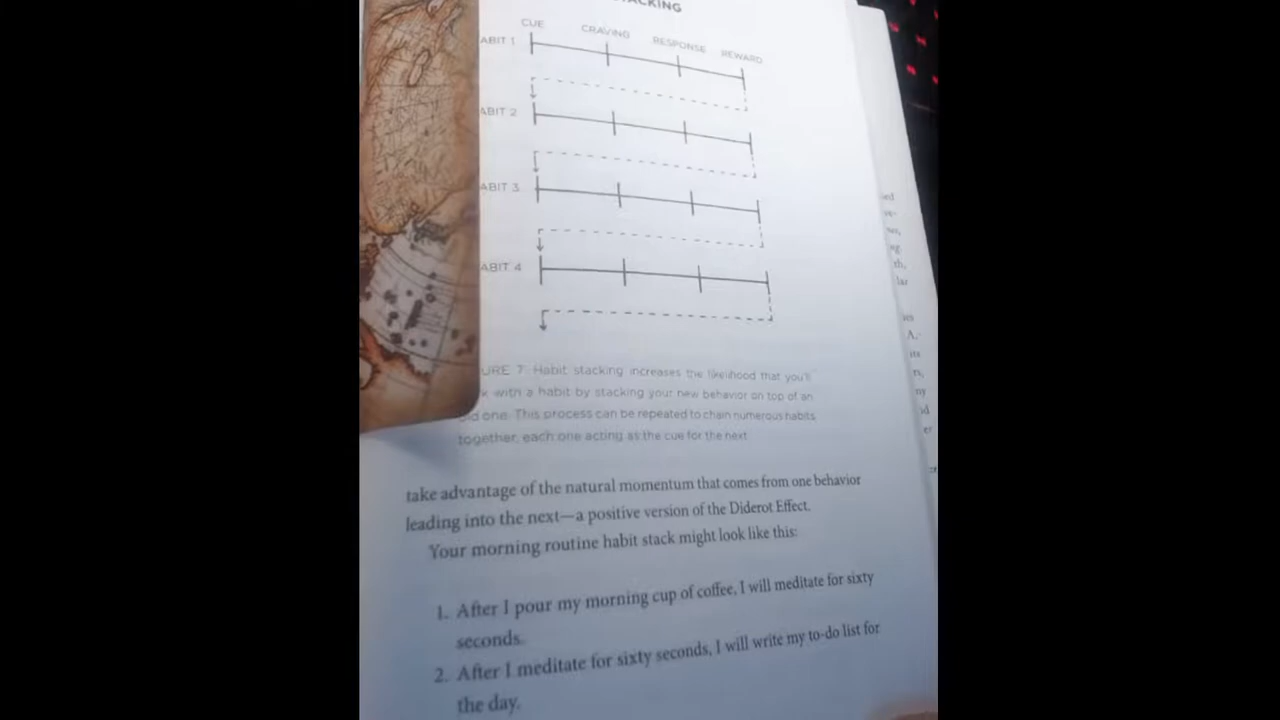 STACKING
CUE CRAVING RESPONSE REWARD
ABIT 1
ABIT 2
ABIT 3
ABIT 4
URE 7: Habit stacking increases the likelihood that you'll
k with a habit by stacking your new behavior on top of an
old one. This process can be repeated to chain numerous habits
together, each one acting as the cue for the next
take advantage of the natural momentum that comes from one behavior
leading into the next—a positive version of the Diderot Effect.
Your morning routine habit stack might look like this:
1. After I pour my morning cup of coffee, I will meditate for sixty
seconds.
2. After I meditate for sixty seconds, I will write my to-do list for
the day.